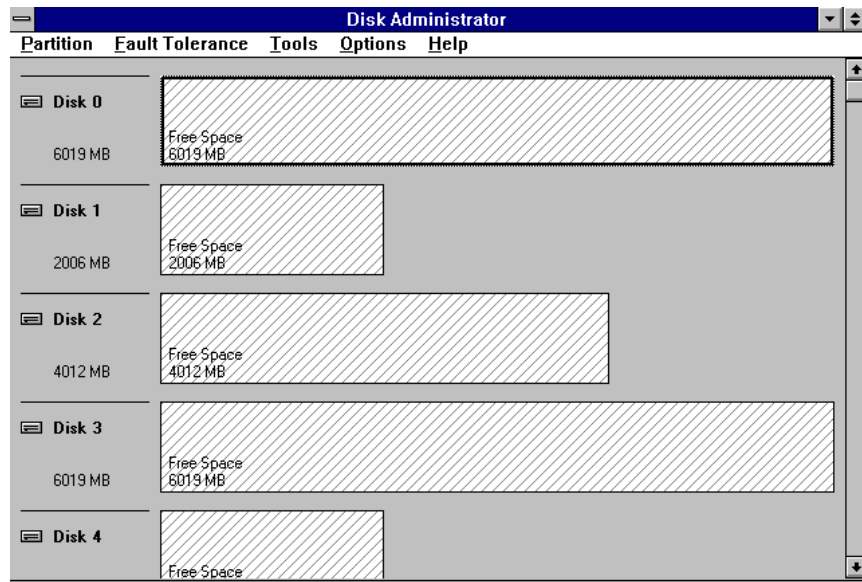 Disk Administrator
Partition Fault Tolerance Tools Options Help
Disk 0
Free Space
6019 MB 6019 MB
Disk 1
Free Space
2006 MB 2006 MB
Disk 2
Free Space
4012 MB 4012 MB
Disk 3
Free Space
6019 MB 6019 MB
Disk 4
Free Space